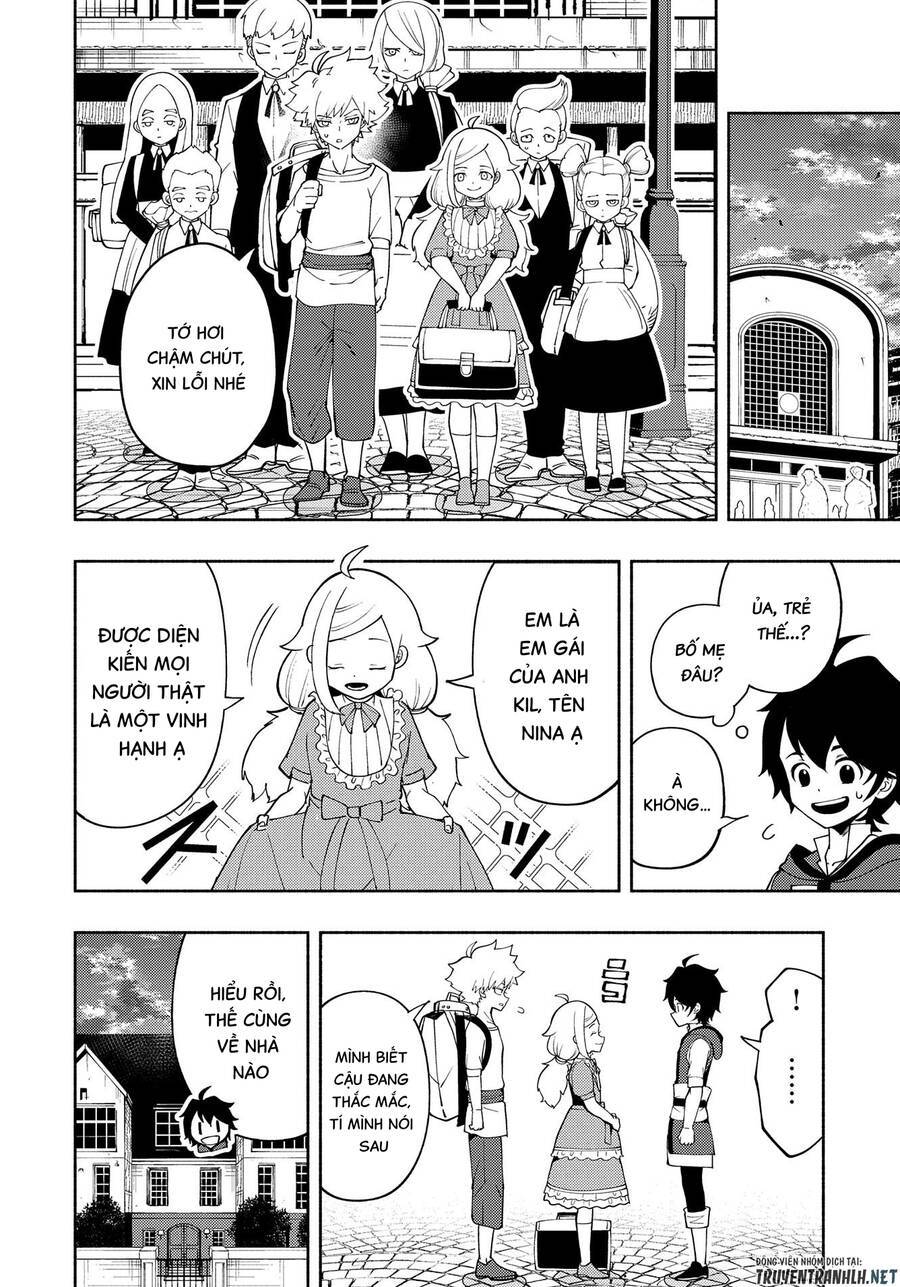 TỚ HƠI
CHẬM CHÚT,
XIN LỖI NHÉ
ỦA, TRẺ
THẾ...?
BỐ MẸ
ĐÂU?
À
KHÔNG...
EM LÀ
EM GÁI
CỦA ANH
KIL, TÊN
NINA Ạ
ĐƯỢC DIỆN
KIẾN MỌI
NGƯỜI THẬT
LÀ MỘT VINH
HẠNH Ạ
!
........
MÌNH BIẾT
CẬU ĐANG
THẮC MẮC,
TÍ MÌNH NÓI
SAU
HIỂU RỒI,
THẾ CÙNG
VỀ NHÀ
NÀO
ĐỘNG VIÊN NHÓM DỊCH TẠI:
TRUYENTRANHLH.NET